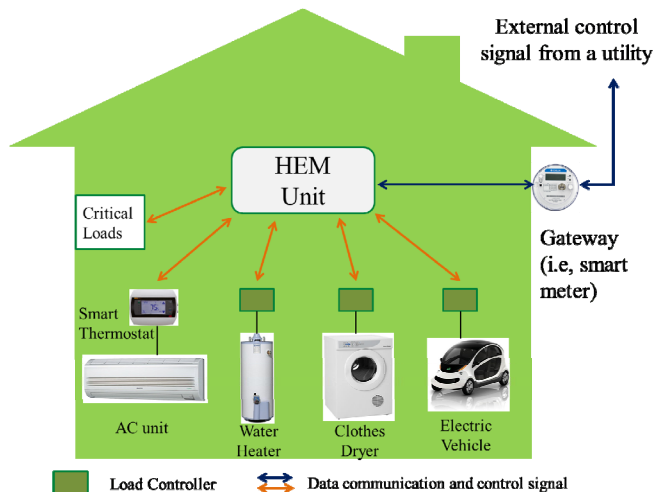 External control
signal from a utility
HEM
Unit
Critical
Loads
Gateway
(i.e, smart
meter)
Smart
Thermostat
75
AC unit
Water
Heater
Clothes
Dryer
Electric
Vehicle
Load Controller
Data communication and control signal